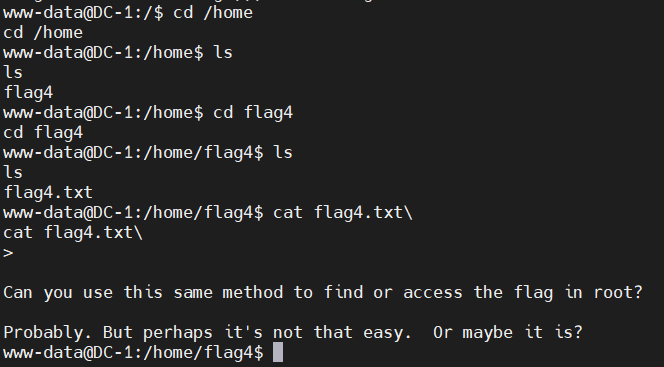 www-data@DC-1:/$ cd /home
cd /home
www-data@DC-1:/home$ ls
ls
flag4
www-data@DC-1:/home$ cd flag4
cd flag4
www-data@DC-1:/home/flag4$ ls
ls
flag4.txt
www-data@DC-1:/home/flag4$ cat flag4.txt\
cat flag4.txt\
>
Can you use this same method to find or access the flag in root?
Probably. But perhaps it's not that easy.  Or maybe it is?
www-data@DC-1:/home/flag4$